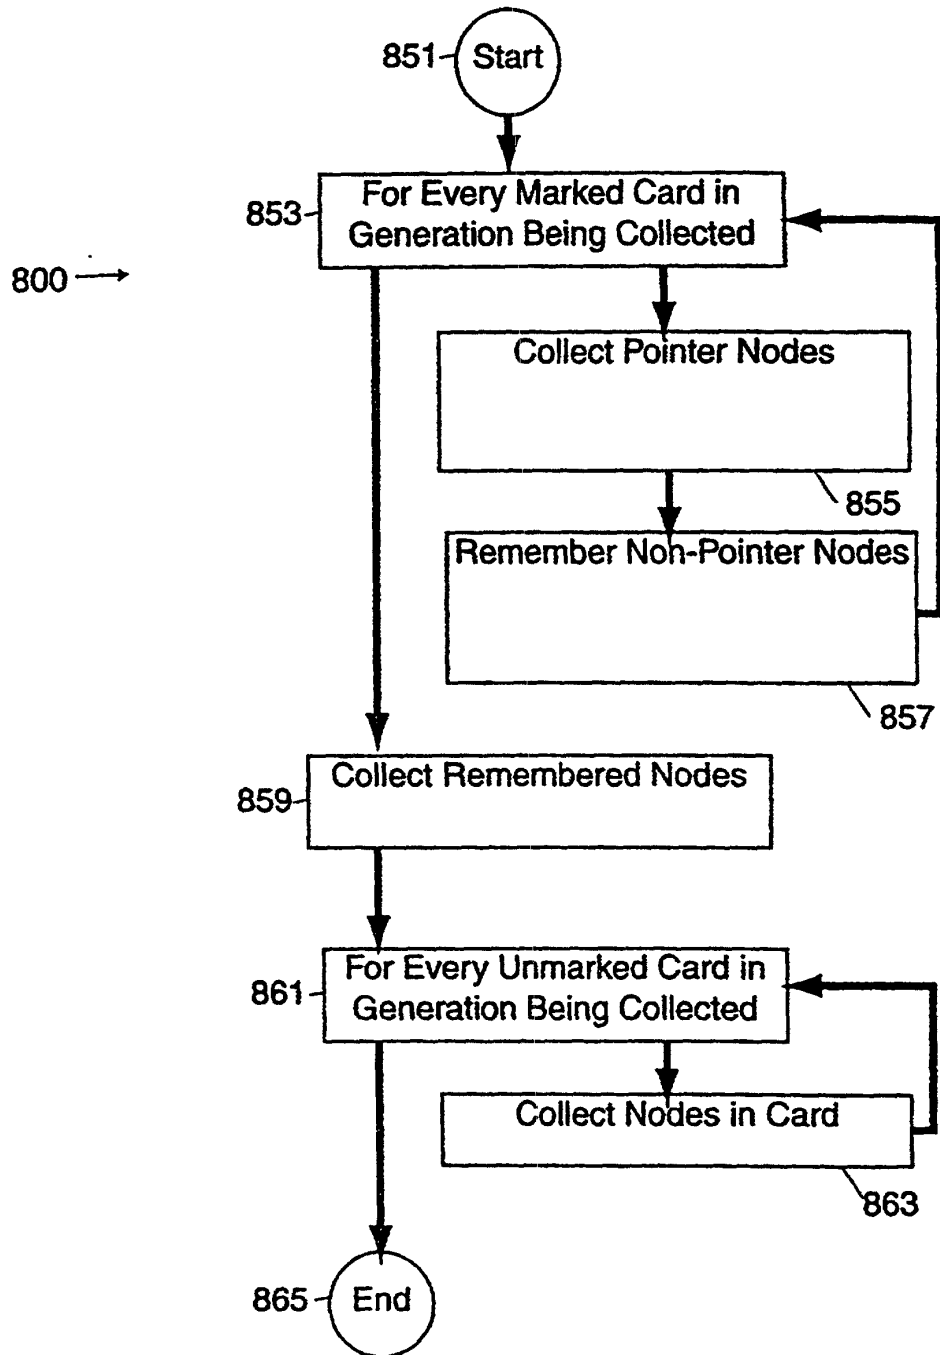 851
Start
853
For Every Marked Card in
Generation Being Collected
800
Collect Pointer Nodes
855
Remember Non-Pointer Nodes
857
859
Collect Remembered Nodes
861
For Every Unmarked Card in
Generation Being Collected
Collect Nodes in Card
863
865
End